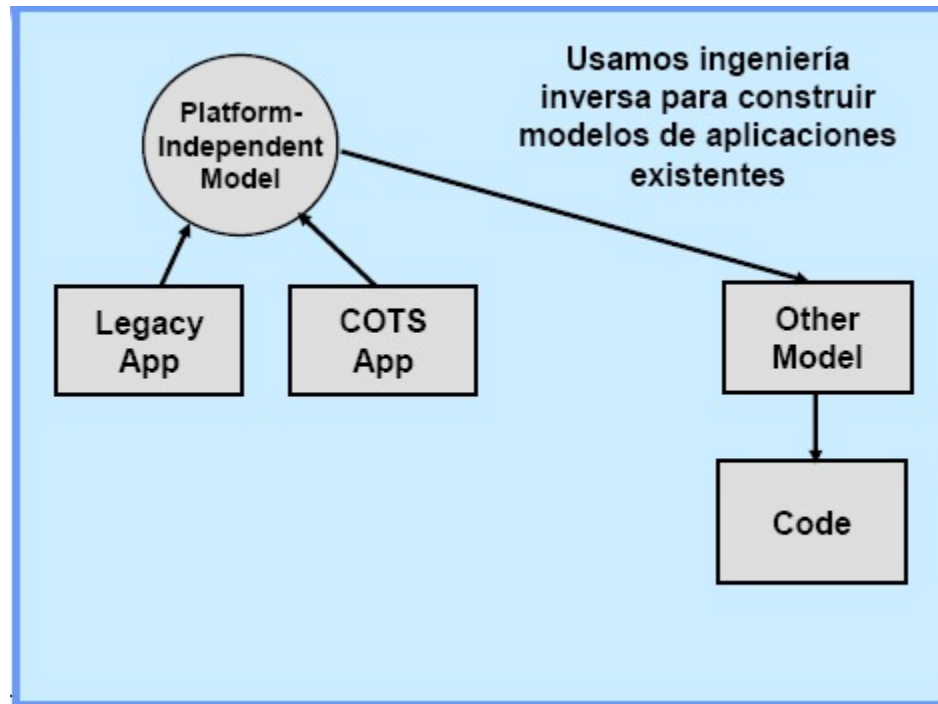 Usamos ingeniería
inversa para construir
modelos de aplicaciones
existentes
Platform-
Independent
Model
Legacy
App
COTS
App
Other
Model
Code